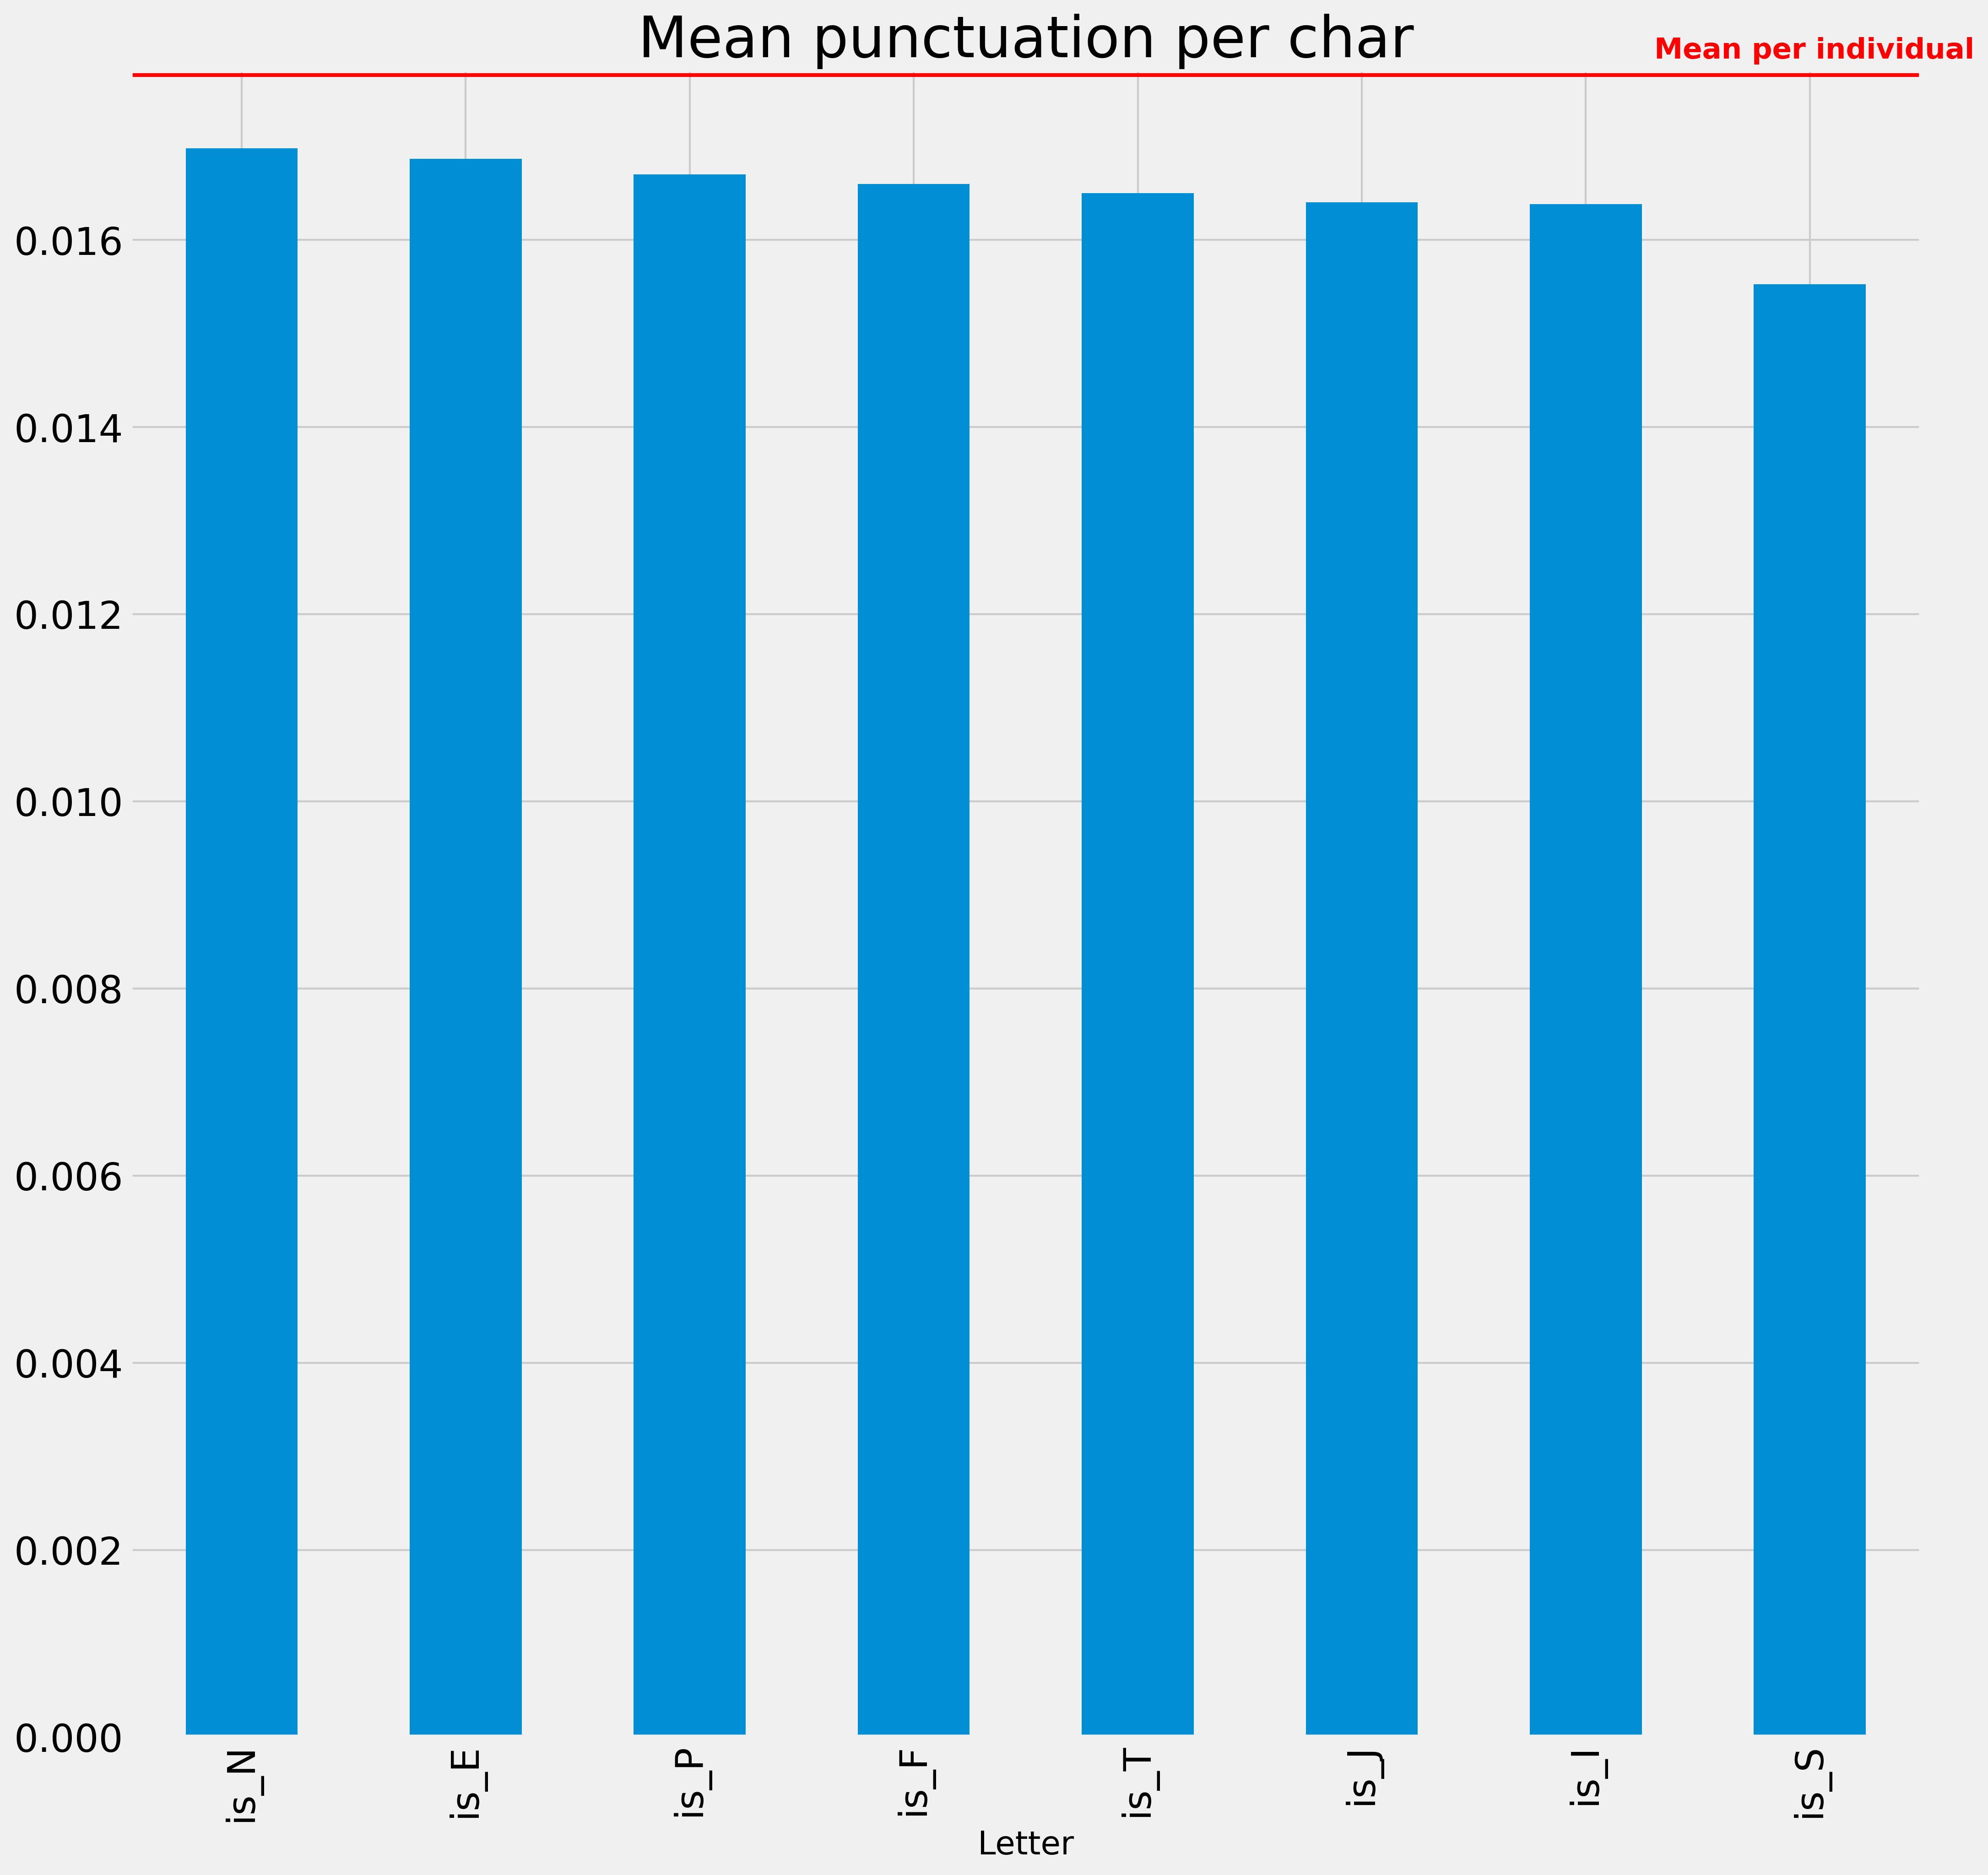 Mean punctuation per char
Mean per individual
0.016
0.014
0.012
0.010
0.008
0.006
0.004
0.002
0.000
is_N
is_E
is_P
is_F
is_T
is_J
is_I
is_S
Letter